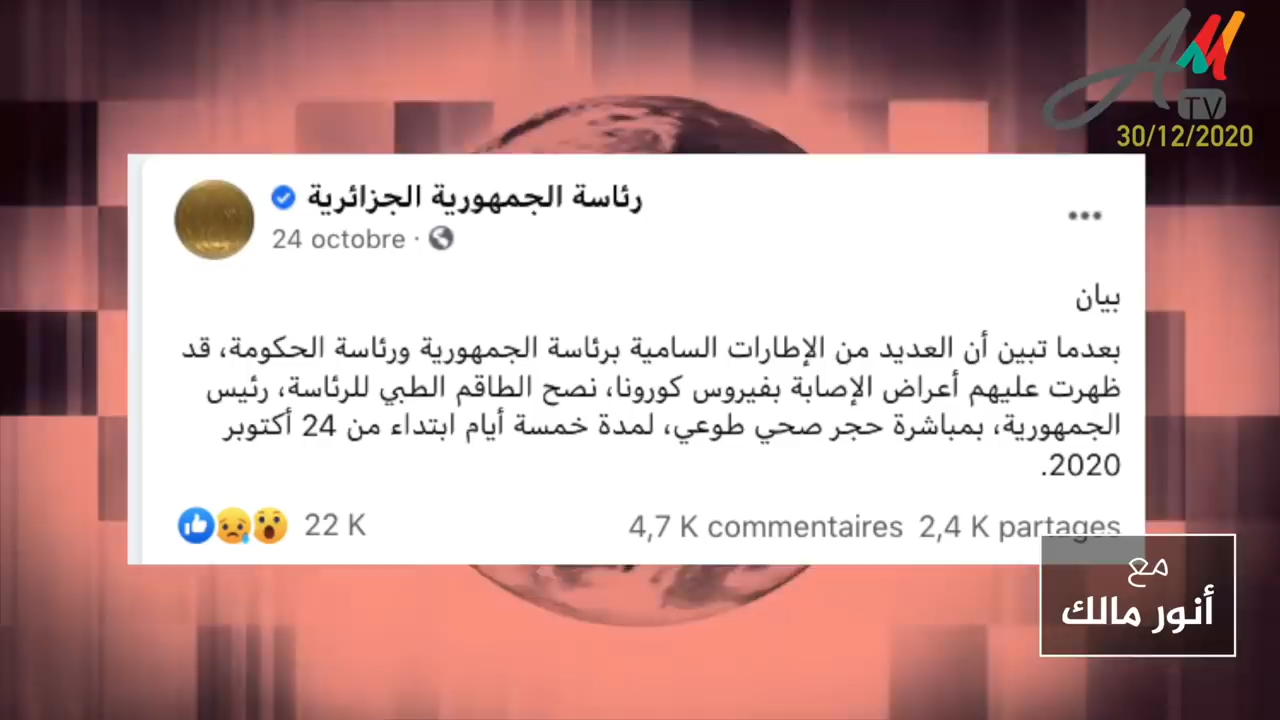 AM
TV
30/12/2020
رئاسة الجمهورية الجزائرية
24 octobre ·
بيان
بعدما تبين أن العديد من الإطارات السامية برئاسة الجمهورية ورئاسة الحكومة، قد
ظهرت عليهم أعراض الإصابة بفيروس كورونا، نصح الطاقم الطبي للرئاسة، رئيس
الجمهورية، بمباشرة حجر صحي طوعي، لمدة خمسة أيام ابتداء من 24 أكتوبر
2020.
22 K
4,7 K commentaires 2,4 K partages
مع
أنور مالك